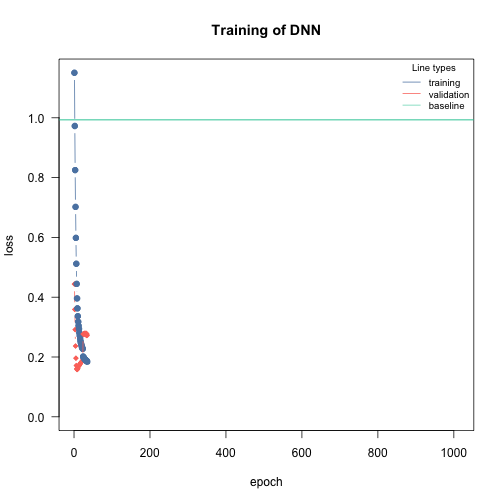 Training of DNN
Line types
training
validation
baseline
1.0
0.8
0.6
0.4
0.2
0.0
loss
0 200 400 600 800 1000
epoch